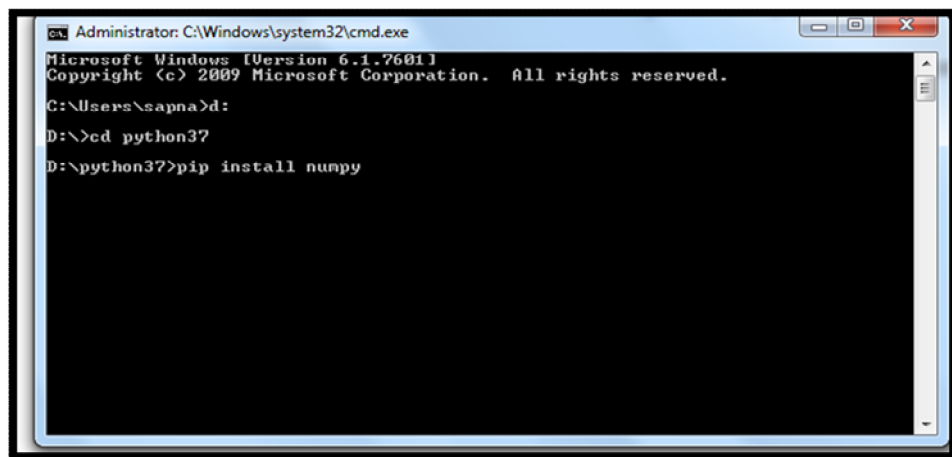 Administrator: C:\Windows\system32\cmd.exe
Microsoft Windows [Version 6.1.7601]
Copyright (c) 2009 Microsoft Corporation.  All rights reserved.
C:\Users\sapna>d:
D:\>cd python37
D:\python37>pip install numpy